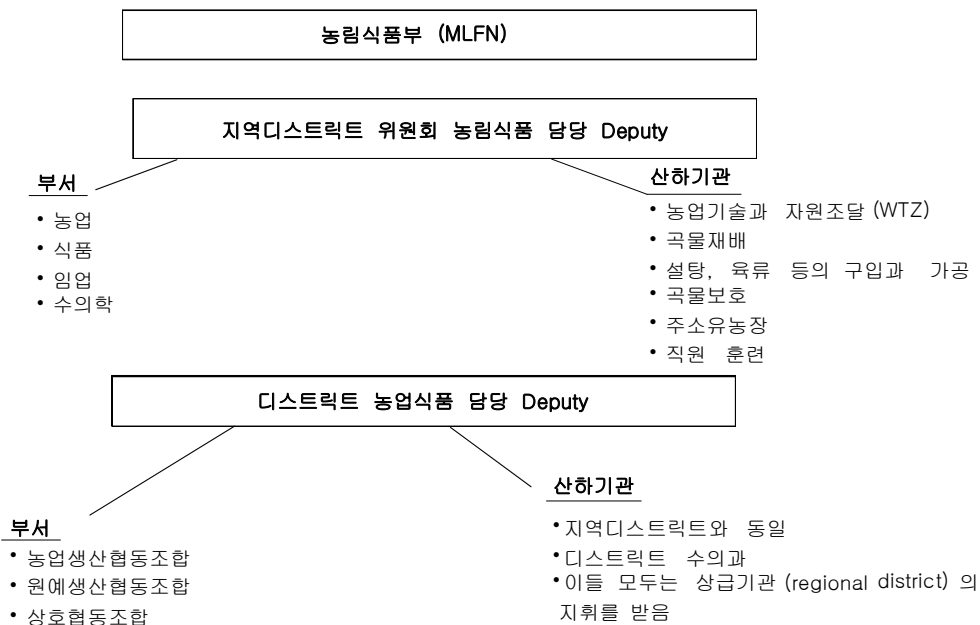 농림식품부 (MLFN)
지역디스트릭트 위원회 농림식품 담당 Deputy
부서
• 농업
• 식품
• 임업
• 수의학
산하기관
• 농업기술과 자원조달 (WTZ)
• 곡물재배
• 설탕, 육류 등의 구입과 가공
• 곡물보호
• 주소유농장
• 직원 훈련
디스트릭트 농업식품 담당 Deputy
부서
• 농업생산협동조합
• 원예생산협동조합
• 상호협동조합
산하기관
• 지역디스트릭트와 동일
• 디스트릭트 수의과
• 이들 모두는 상급기관 (regional district) 의
지휘를 받음